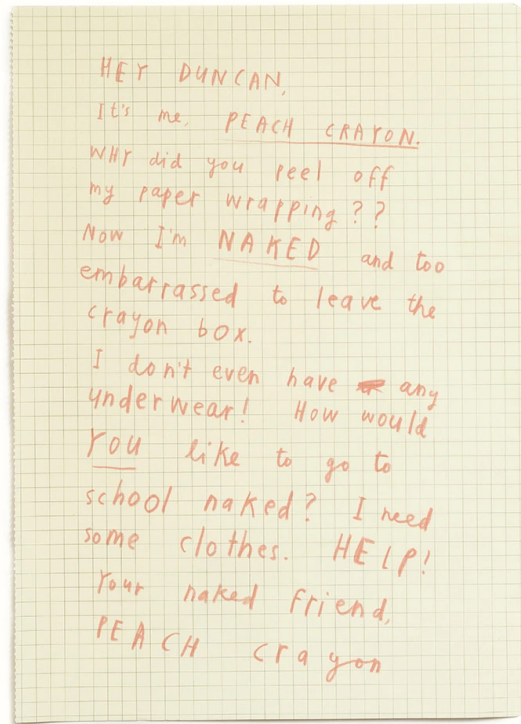 HEY DUNCAN,
It's me, PEACH CRAYON.
WHY did you peel off
my paper wrapping??
Now I'm NAKED and too
embarrassed to leave the
crayon box.
I don't even have any
underwear! How would
YOU like to go to
school naked? I need
some clothes. HELP!
Your naked friend,
PEACH crayon